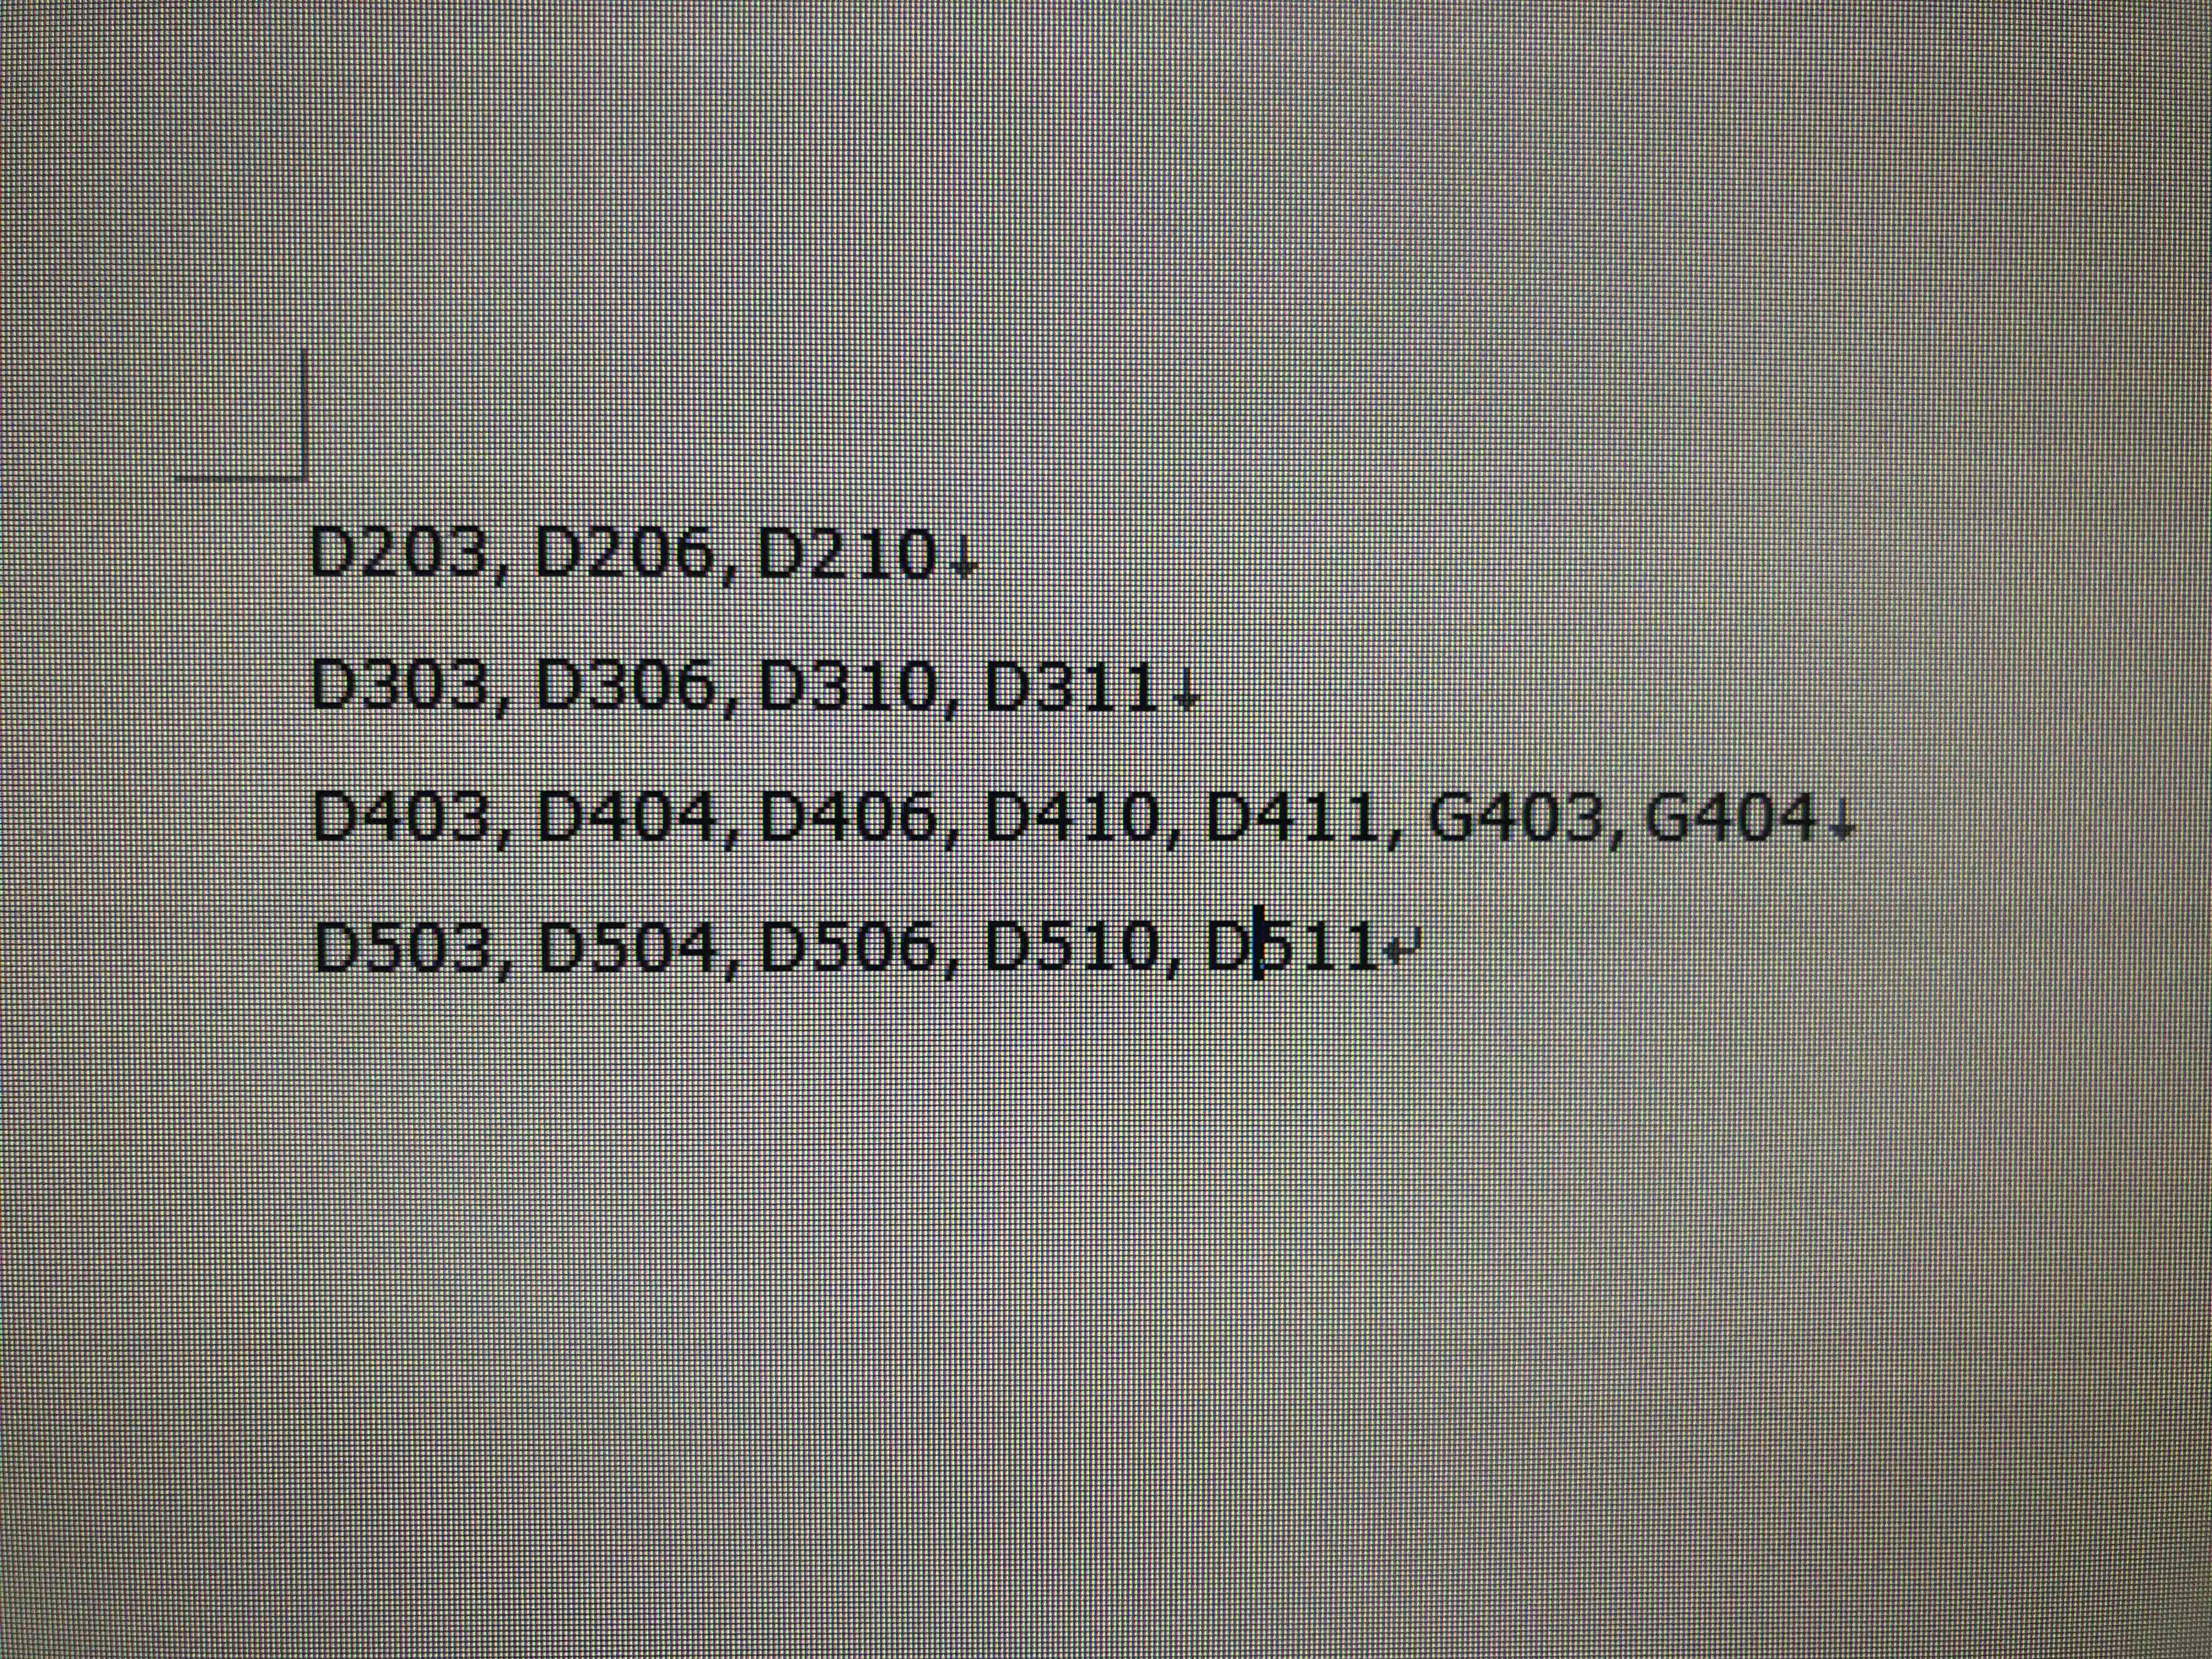 D203, D206, D210↓
D303, D306, D310, D311↓
D403, D404, D406, D410, D411, G403, G404↓
D503, D504, D506, D510, D511↵